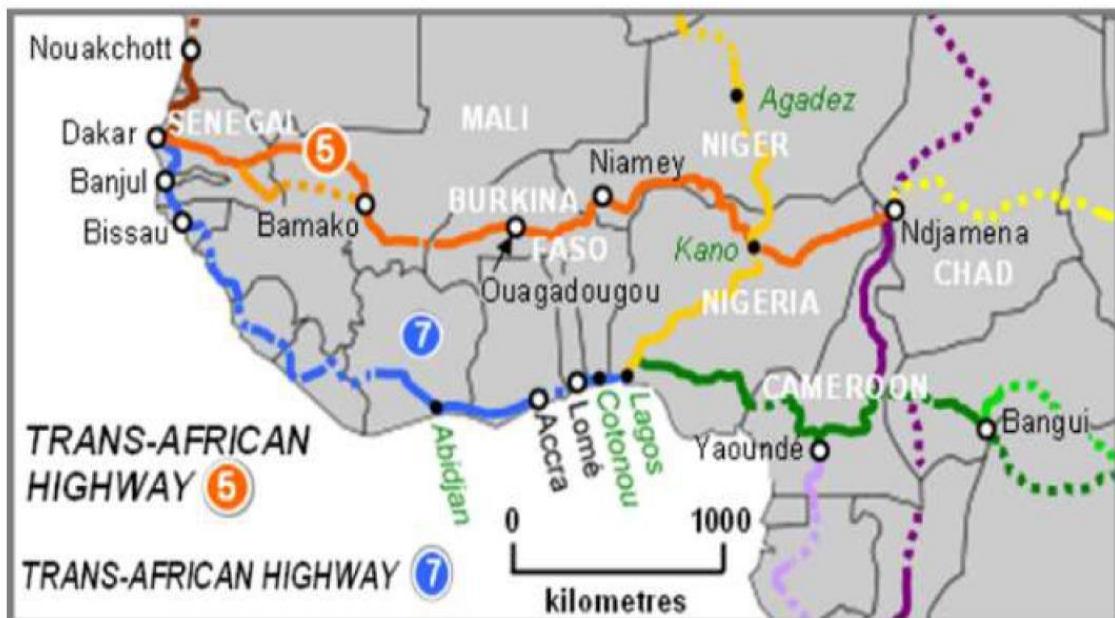 Nouakchott
Dakar
SENEGAL
5
MALI
Agadez
NIGER
Niamey
Banjul
Bissau
Bamako
BURKINA
FASO
Ouagadougou
Kano
Ndjamena
CHAD
NIGERIA
7
CAMEROON
Bangui
Yaoundé
Abidjan
Accra
Lomé
Cotonou
Lagos
TRANS-AFRICAN
HIGHWAY 5
TRANS-AFRICAN HIGHWAY 7
0 1000
kilometres